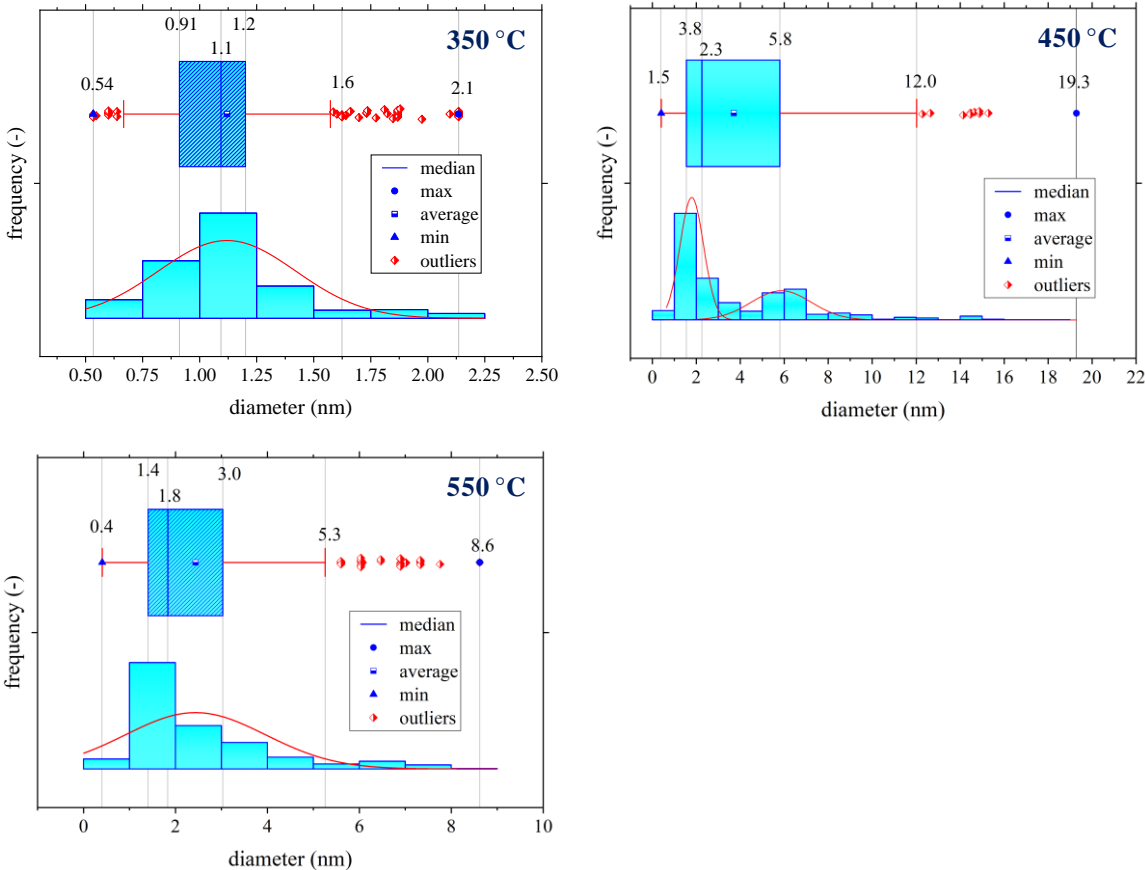 350 °C
0.91
1.2
1.1
0.54
1.6
2.1
median
max
average
min
outliers
frequency (-)
0.50 0.75 1.00 1.25 1.50 1.75 2.00 2.25 2.50
diameter (nm)
450 °C
3.8
5.8
2.3
1.5
12.0
19.3
median
max
average
min
outliers
frequency (-)
0 2 4 6 8 10 12 14 16 18 20 22
diameter (nm)
550 °C
1.4
3.0
1.8
0.4
5.3
8.6
median
max
average
min
outliers
frequency (-)
0 2 4 6 8 10
diameter (nm)